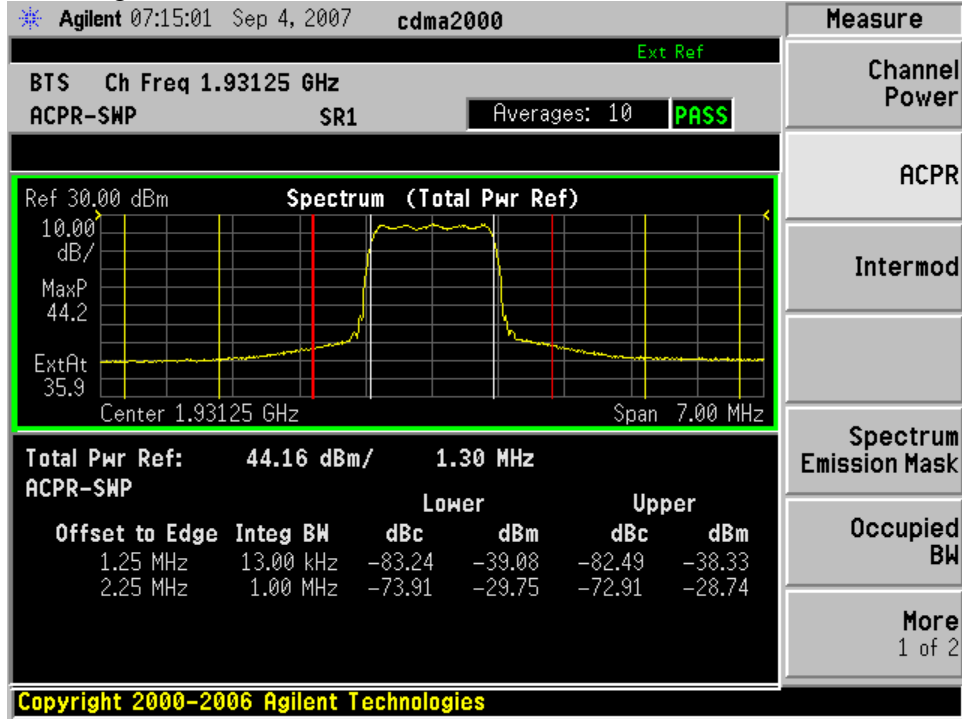 Agilent 07:15:01 Sep 4, 2007 cdma2000 Measure
Ext Ref
BTS Ch Freq 1.93125 GHz
ACPR-SWP SR1 Averages: 10 PASS
Channel
Power
ACPR
Intermod
Spectrum
Emission Mask
Occupied
BW
More
1 of 2
Ref 30.00 dBm Spectrum (Total Pwr Ref)
10.00
dB/
MaxP
44.2
ExtAt
35.9
Center 1.93125 GHz Span 7.00 MHz
Total Pwr Ref: 44.16 dBm/ 1.30 MHz
ACPR-SWP
Lower Upper
Offset to Edge Integ BW dBc dBm dBc dBm
1.25 MHz 13.00 kHz -83.24 -39.08 -82.49 -38.33
2.25 MHz 1.00 MHz -73.91 -29.75 -72.91 -28.74
Copyright 2000-2006 Agilent Technologies